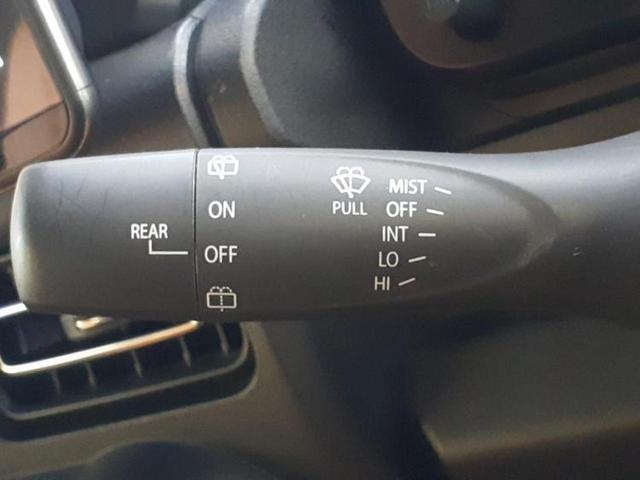 REAR
ON
OFF
PULL
MIST
OFF
INT
LO
HI